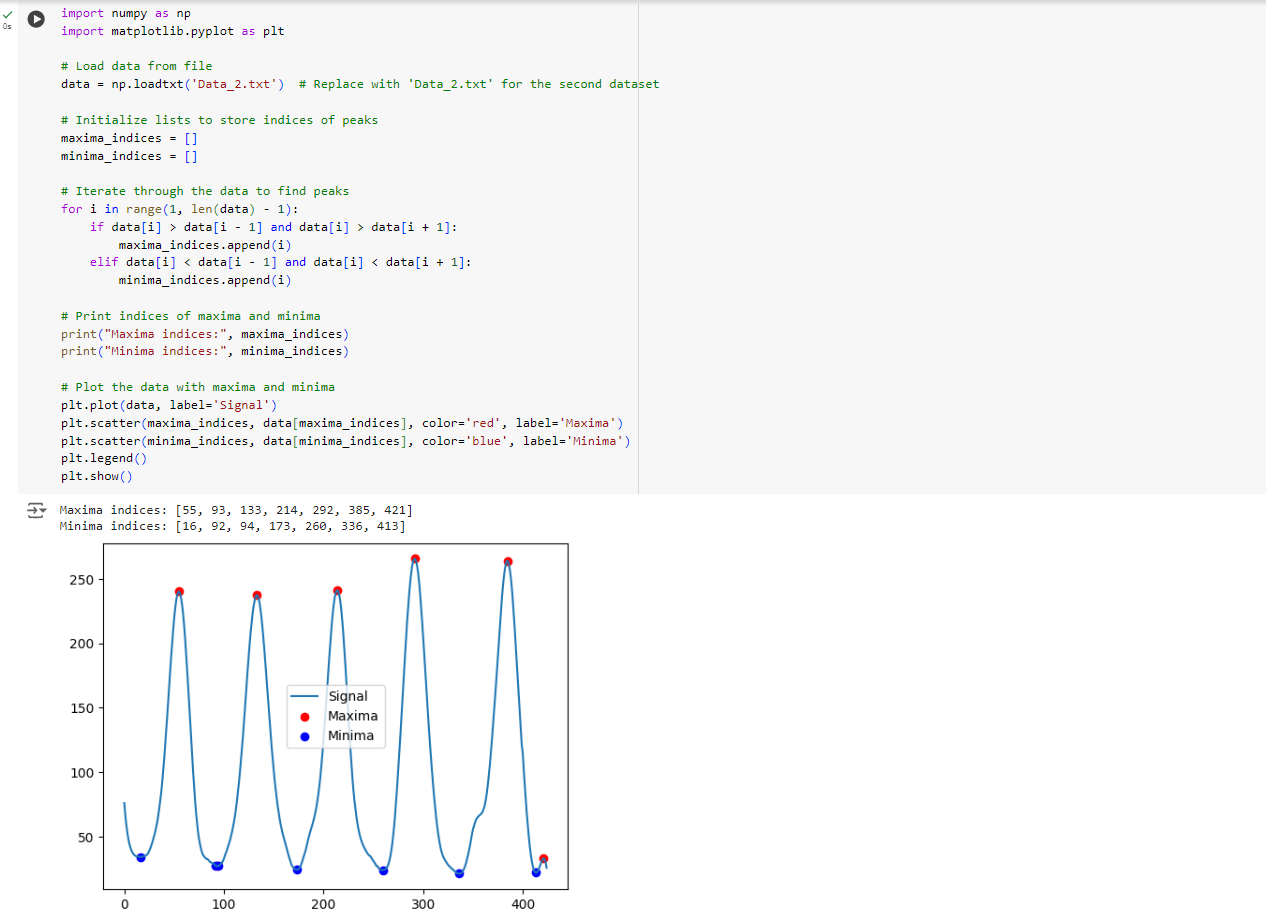 0s
import numpy as np
import matplotlib.pyplot as plt
# Load data from file
data = np.loadtxt('Data_2.txt')  # Replace with 'Data_2.txt' for the second dataset
# Initialize lists to store indices of peaks
maxima_indices = []
minima_indices = []
# Iterate through the data to find peaks
for i in range(1, len(data) - 1):
    if data[i] > data[i - 1] and data[i] > data[i + 1]:
        maxima_indices.append(i)
    elif data[i] < data[i - 1] and data[i] < data[i + 1]:
        minima_indices.append(i)
# Print indices of maxima and minima
print("Maxima indices:", maxima_indices)
print("Minima indices:", minima_indices)
# Plot the data with maxima and minima
plt.plot(data, label='Signal')
plt.scatter(maxima_indices, data[maxima_indices], color='red', label='Maxima')
plt.scatter(minima_indices, data[minima_indices], color='blue', label='Minima')
plt.legend()
plt.show()
Maxima indices: [55, 93, 133, 214, 292, 385, 421]
Minima indices: [16, 92, 94, 173, 260, 336, 413]
250
200
150
100
50
Signal
Maxima
Minima
0 100 200 300 400